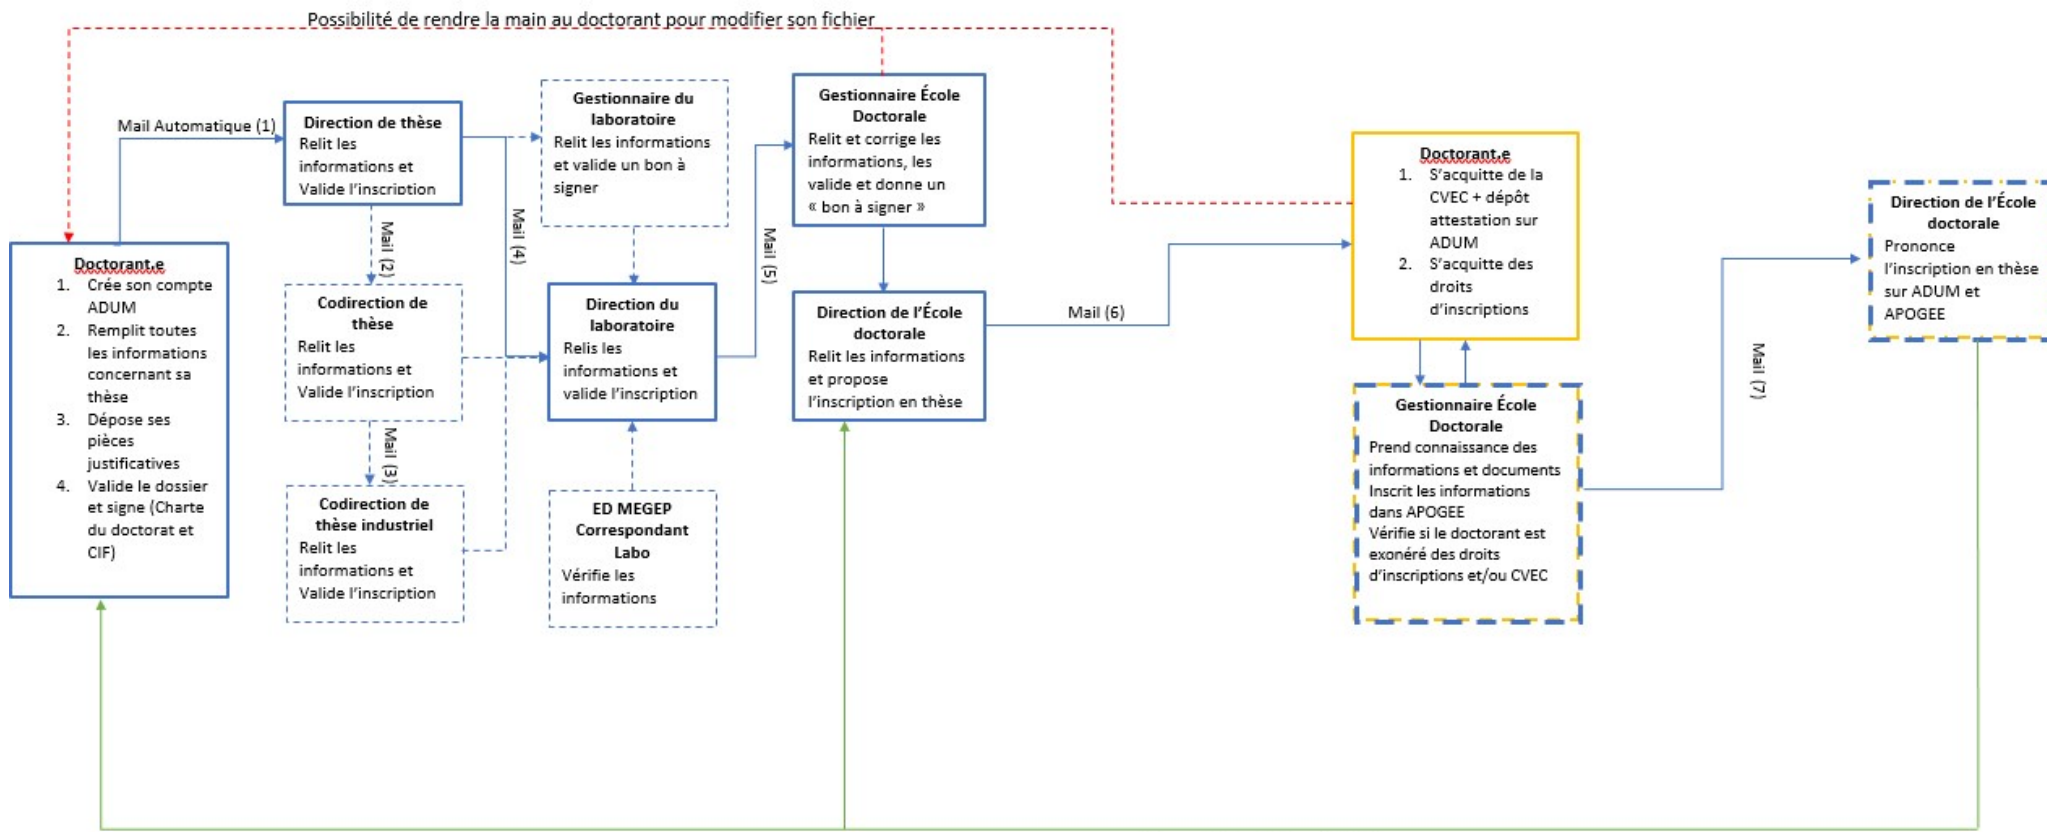 Possibilité de rendre la main au doctorant pour modifier son fichier
Mail Automatique (1)
Doctorant.e
1. Crée son compte
ADUM
2. Remplit toutes
les informations
concernant sa
thèse
3. Dépose ses
pièces
justificatives
4. Valide le dossier
et signe (Charte
du doctorat et
CIF)
Direction de thèse
Relit les
informations et
Valide l'inscription
Mail (2)
Codirection de
thèse
Relit les
informations et
Valide l'inscription
Mail (3)
Codirection de
thèse industriel
Relit les
informations et
Valide l'inscription
Mail (4)
Gestionnaire du
laboratoire
Relit les informations
et valide un bon à
signer
Direction du
laboratoire
Relis les
informations et
valide l'inscription
ED MEGEP
Correspondant
Labo
Vérifie les
informations
Mail (5)
Gestionnaire École
Doctorale
Relit et corrige les
informations, les
valide et donne un
« bon à signer »
Direction de l'École
doctorale
Relit les informations
et propose
l'inscription en thèse
Mail (6)
Doctorant.e
1. S'acquitte de la
CVEC + dépôt
attestation sur
ADUM
2. S'acquitte des
droits
d'inscriptions
Gestionnaire École
Doctorale
Prend connaissance des
informations et documents
Inscrit les informations
dans APOGEE
Vérifie si le doctorant est
exonéré des droits
d'inscriptions et/ou CVEC
Mail (7)
Direction de l'École
doctorale
Prononce
l'inscription en thèse
sur ADUM et
APOGEE